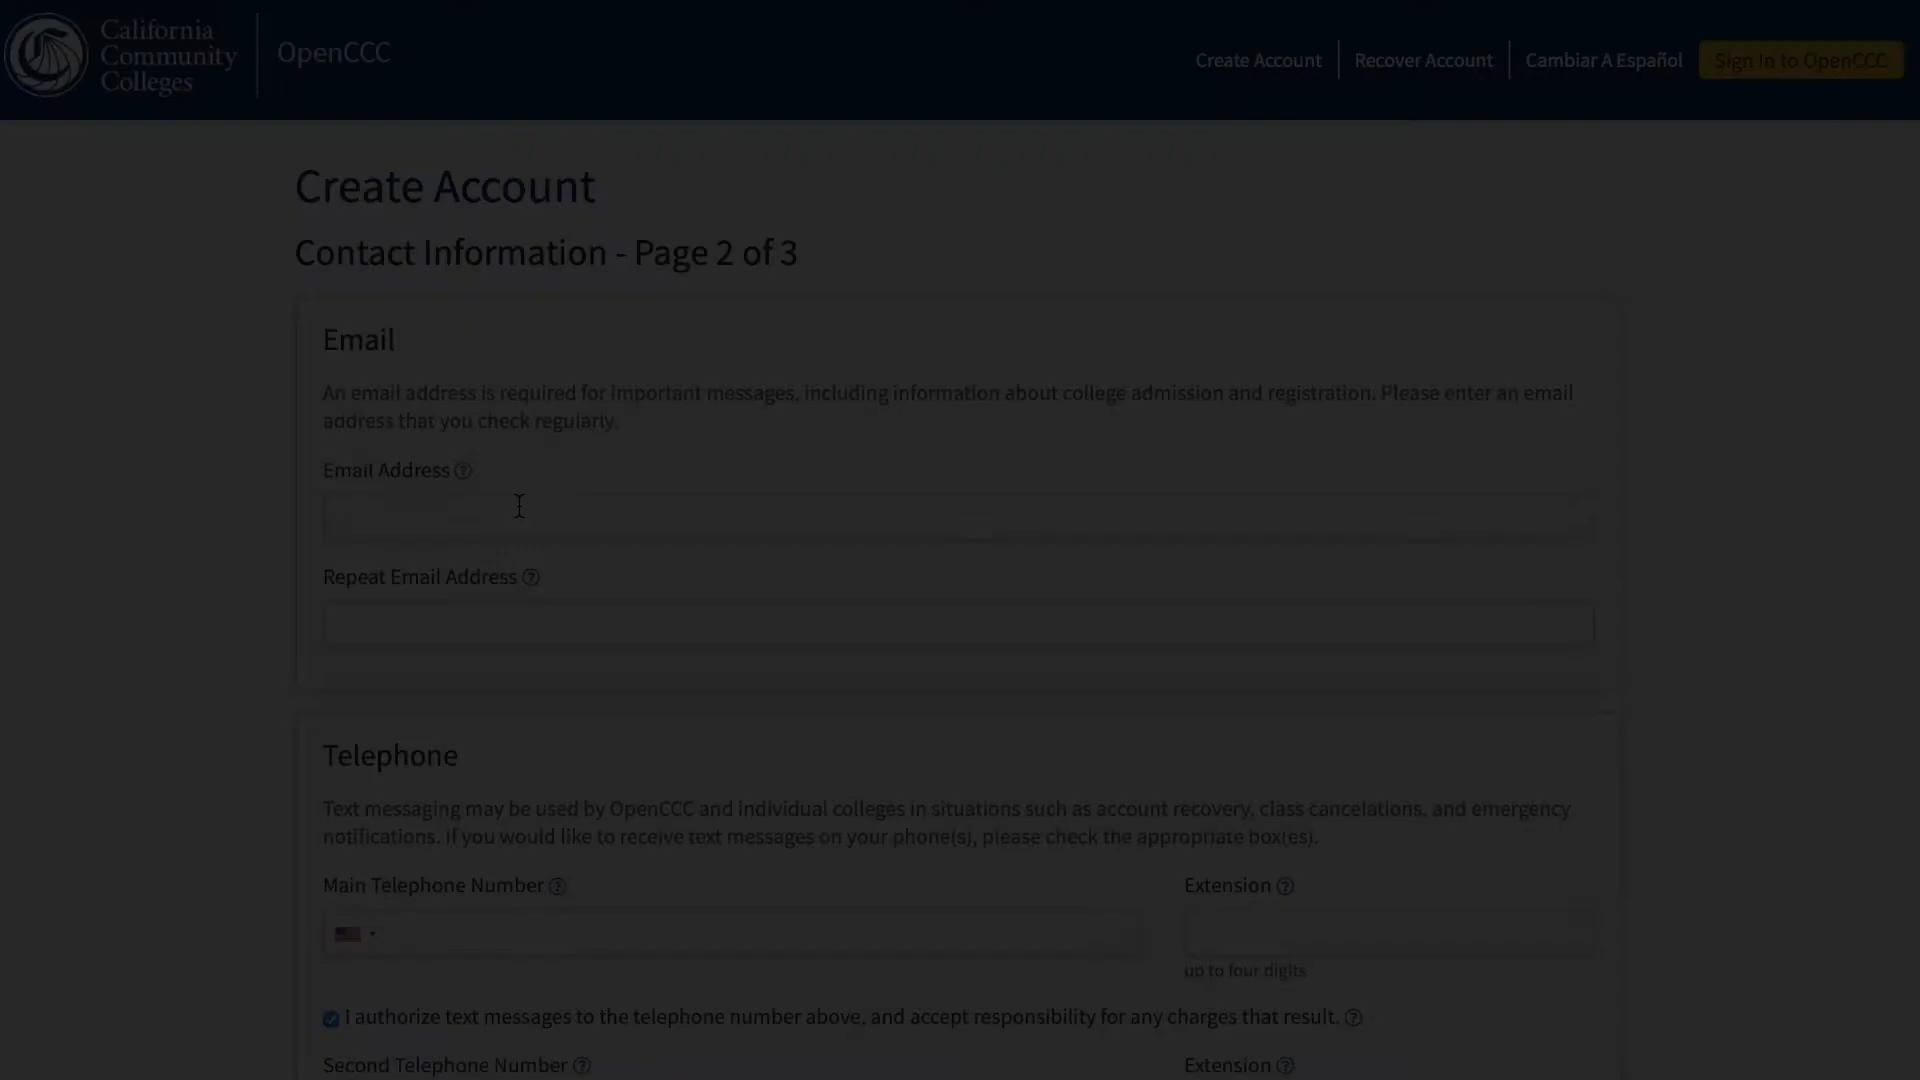 California
Community
Colleges
OpenCCC
Create Account
Recover Account
Cambiar A Español
Sign In to OpenCCC
Create Account
Contact Information - Page 2 of 3
Email
An email address is required for important messages, including information about college admission and registration. Please enter an email
address that you check regularly.
Email Address
Repeat Email Address
Telephone
Text messaging may be used by OpenCCC and individual colleges in situations such as account recovery, class cancelations, and emergency
notifications. If you would like to receive text messages on your phone(s), please check the appropriate box(es).
Main Telephone Number
Extension
up to four digits
I authorize text messages to the telephone number above, and accept responsibility for any charges that result.
Second Telephone Number
Extension